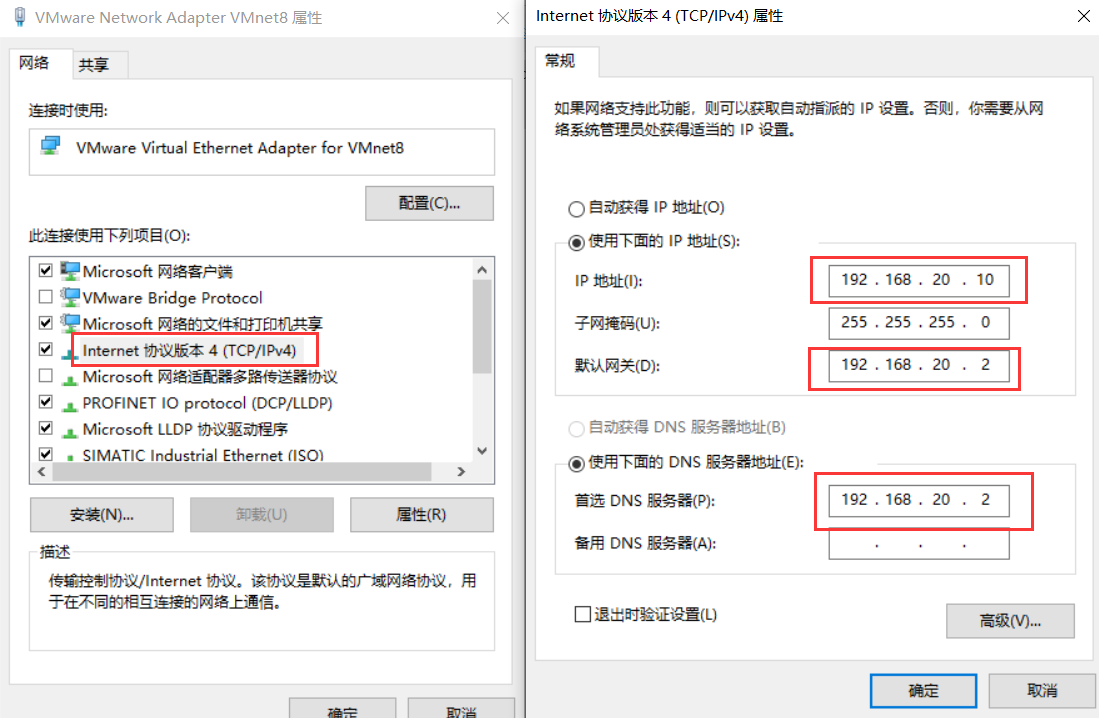 VMware Network Adapter VMnet8 属性
网络
共享
连接时使用:
VMware Virtual Ethernet Adapter for VMnet8
配置(C)...
此连接使用下列项目(O):
Microsoft 网络客户端
VMware Bridge Protocol
Microsoft 网络的文件和打印机共享
Internet 协议版本 4 (TCP/IPv4)
Microsoft 网络适配器多路传送器协议
PROFINET IO protocol (DCP/LLDP)
Microsoft LLDP 协议驱动程序
SIMATIC Industrial Ethernet (ISO)
安装(N)...
卸载(U)
属性(R)
描述
传输控制协议/Internet 协议。该协议是默认的广域网络协议，用
于在不同的相互连接的网络上通信。
确定
取消
Internet 协议版本 4 (TCP/IPv4) 属性
常规
如果网络支持此功能，则可以获取自动指派的 IP 设置。否则，你需要从网
络系统管理员处获得适当的 IP 设置。
自动获得 IP 地址(O)
使用下面的 IP 地址(S):
IP 地址(I):
192 . 168 . 20 . 10
子网掩码(U):
255 . 255 . 255 . 0
默认网关(D):
192 . 168 . 20 . 2
自动获得 DNS 服务器地址(B)
使用下面的 DNS 服务器地址(E):
首选 DNS 服务器(P):
192 . 168 . 20 . 2
备用 DNS 服务器(A):
. . .
退出时验证设置(L)
高级(V)...
确定
取消